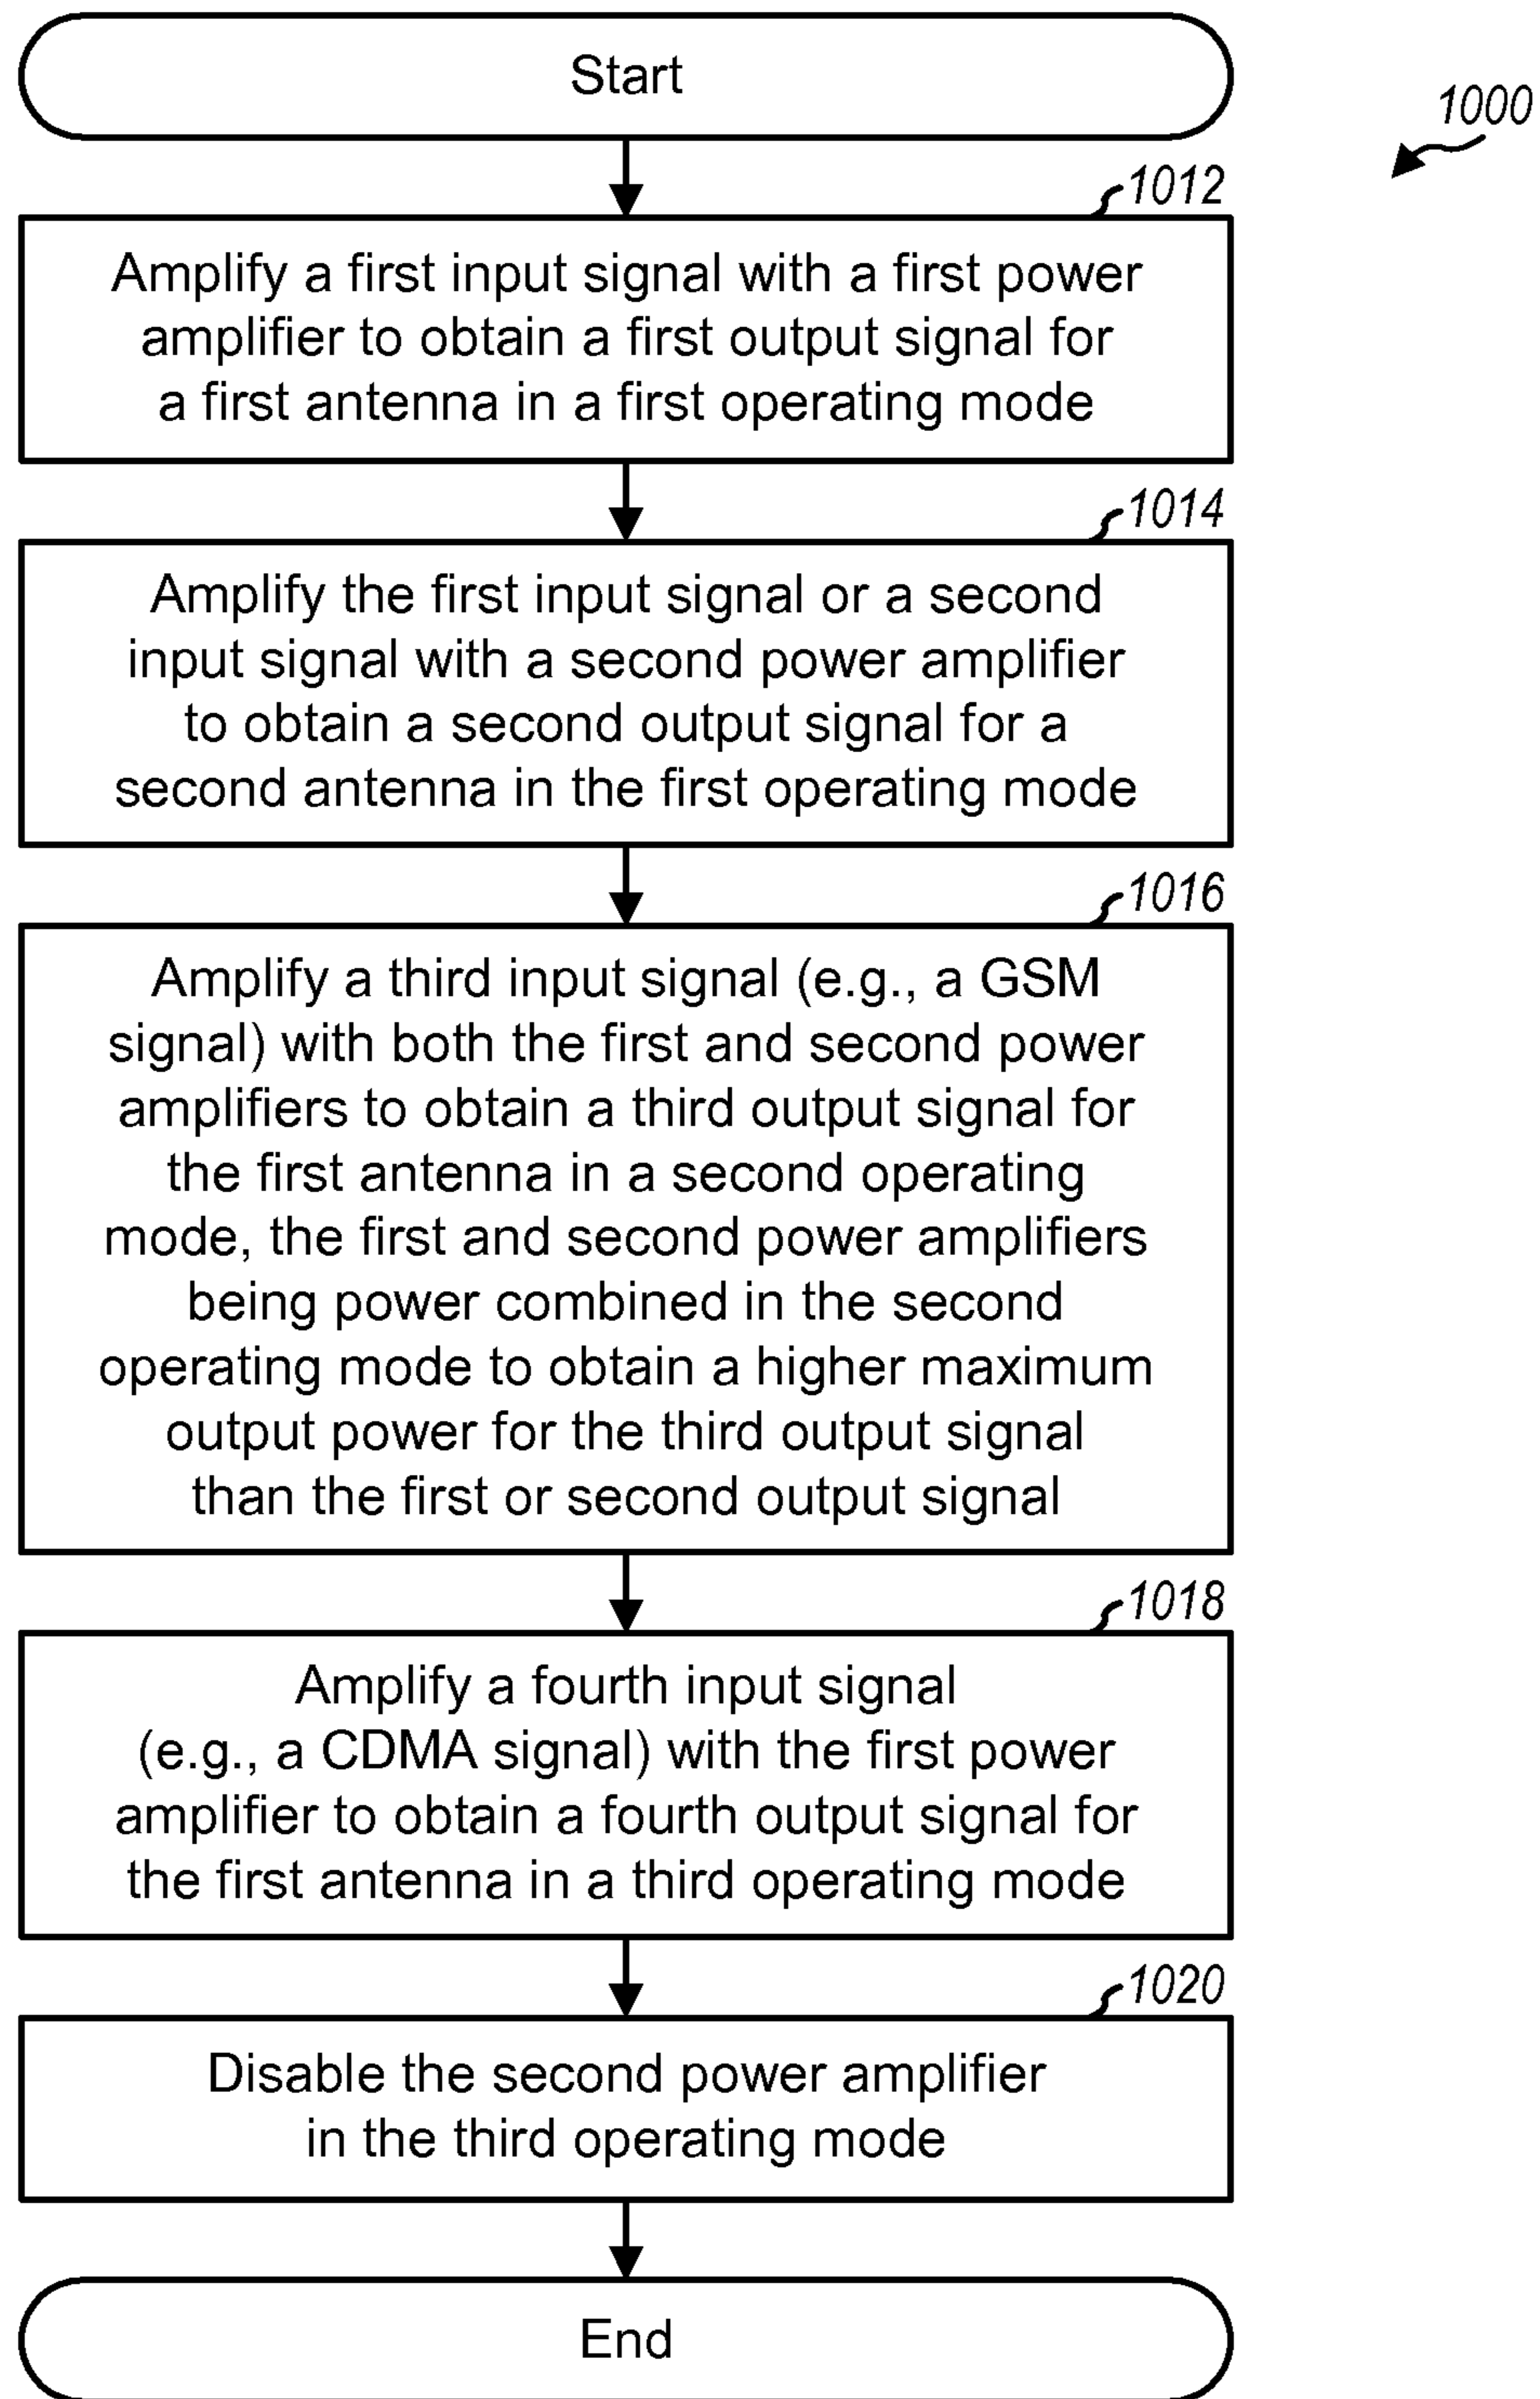 Start
1000
1012
Amplify a first input signal with a first power
amplifier to obtain a first output signal for
a first antenna in a first operating mode
1014
Amplify the first input signal or a second
input signal with a second power amplifier
to obtain a second output signal for a
second antenna in the first operating mode
1016
Amplify a third input signal (e.g., a GSM
signal) with both the first and second power
amplifiers to obtain a third output signal for
the first antenna in a second operating
mode, the first and second power amplifiers
being power combined in the second
operating mode to obtain a higher maximum
output power for the third output signal
than the first or second output signal
1018
Amplify a fourth input signal
(e.g., a CDMA signal) with the first power
amplifier to obtain a fourth output signal for
the first antenna in a third operating mode
1020
Disable the second power amplifier
in the third operating mode
End